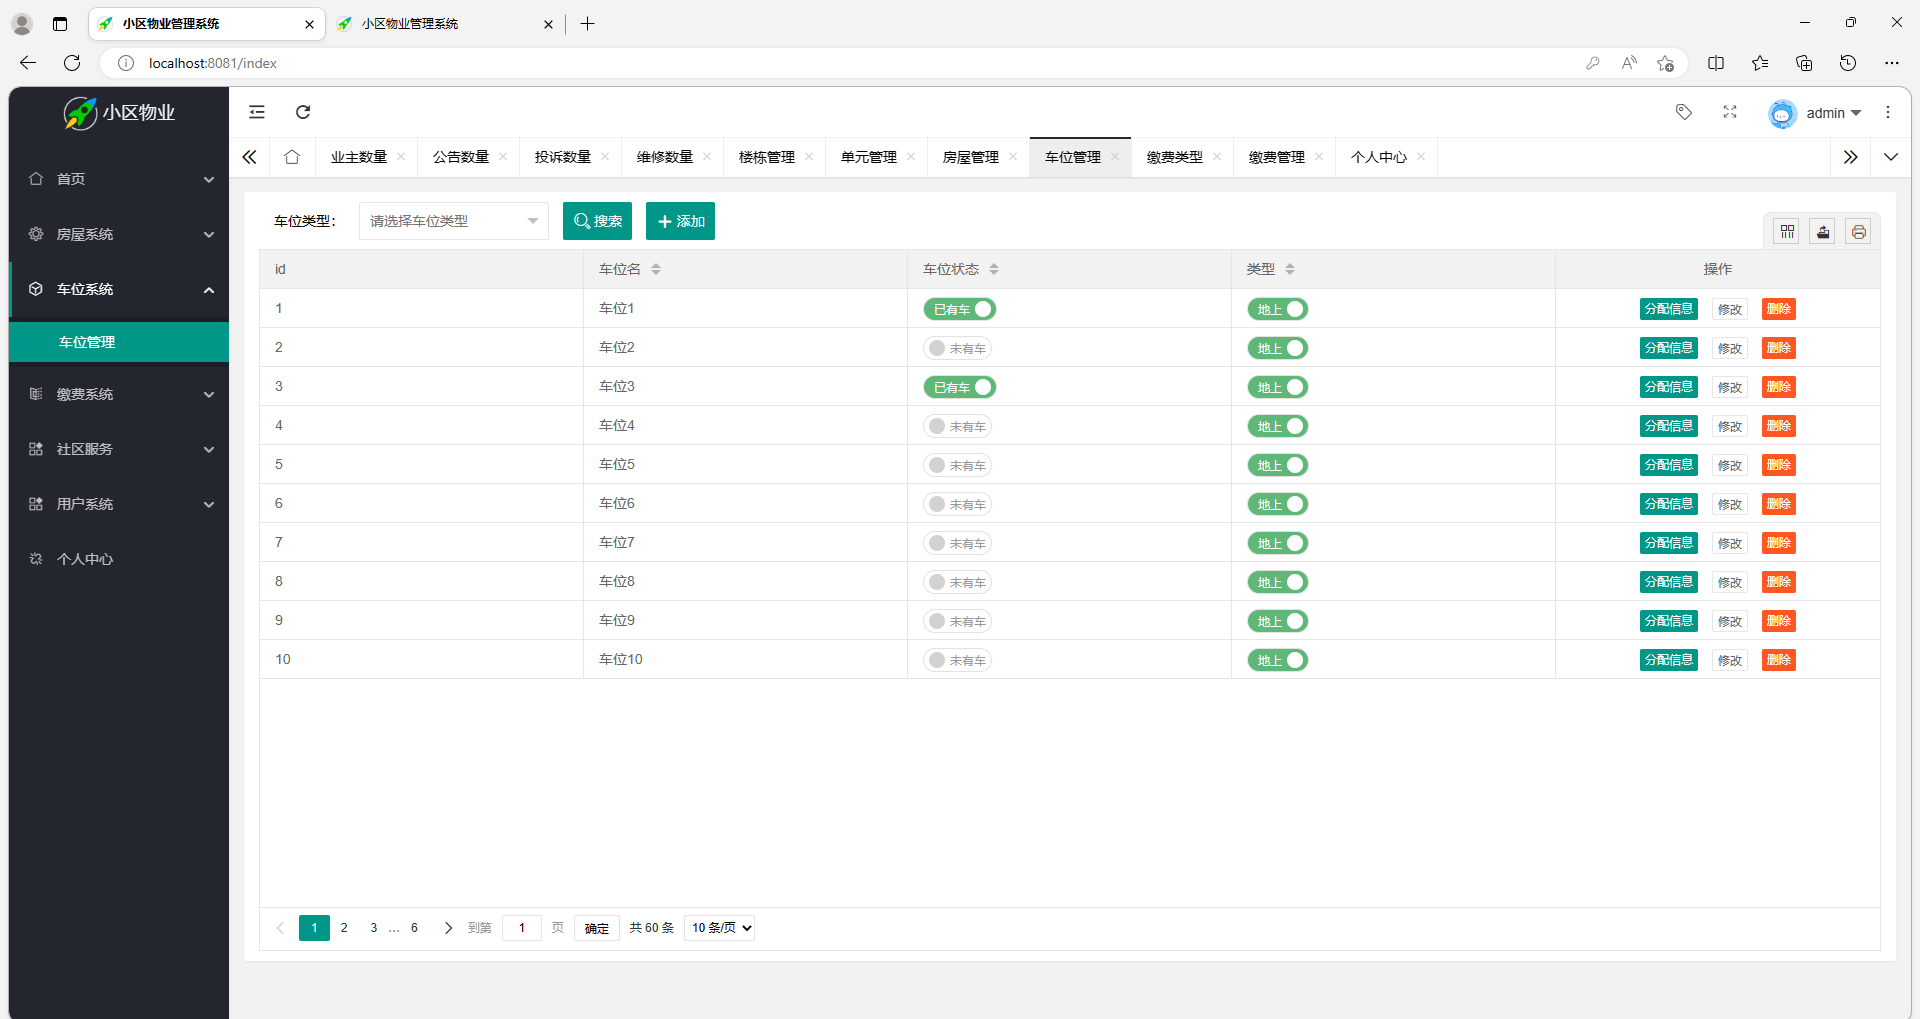 小区物业管理系统
小区物业管理系统
localhost:8081/index
小区物业
admin
首页
房屋系统
车位系统
车位管理
缴费系统
社区服务
用户系统
个人中心
业主数量 公告数量 投诉数量 维修数量 楼栋管理 单元管理 房屋管理 车位管理 缴费类型 缴费管理 个人中心
车位类型： 请选择车位类型 搜索 添加
id 车位名 车位状态 类型 操作
1 车位1 已有车 地上 分配信息 修改 删除
2 车位2 未有车 地上 分配信息 修改 删除
3 车位3 已有车 地上 分配信息 修改 删除
4 车位4 未有车 地上 分配信息 修改 删除
5 车位5 未有车 地上 分配信息 修改 删除
6 车位6 未有车 地上 分配信息 修改 删除
7 车位7 未有车 地上 分配信息 修改 删除
8 车位8 未有车 地上 分配信息 修改 删除
9 车位9 未有车 地上 分配信息 修改 删除
10 车位10 未有车 地上 分配信息 修改 删除
1 2 3 … 6 到第 1 页 确定 共 60 条 10 条/页